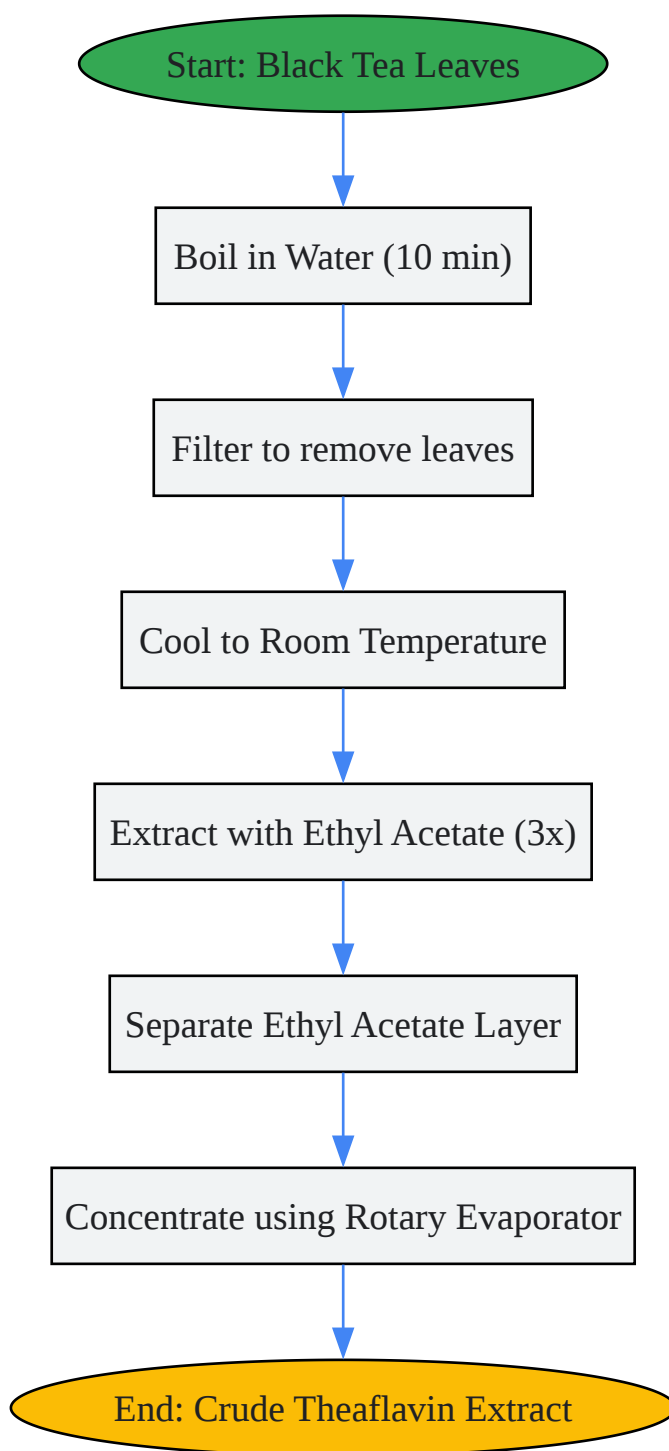 Start: Black Tea Leaves
Boil in Water (10 min)
Filter to remove leaves
Cool to Room Temperature
Extract with Ethyl Acetate (3x)
Separate Ethyl Acetate Layer
Concentrate using Rotary Evaporator
End: Crude Theaflavin Extract